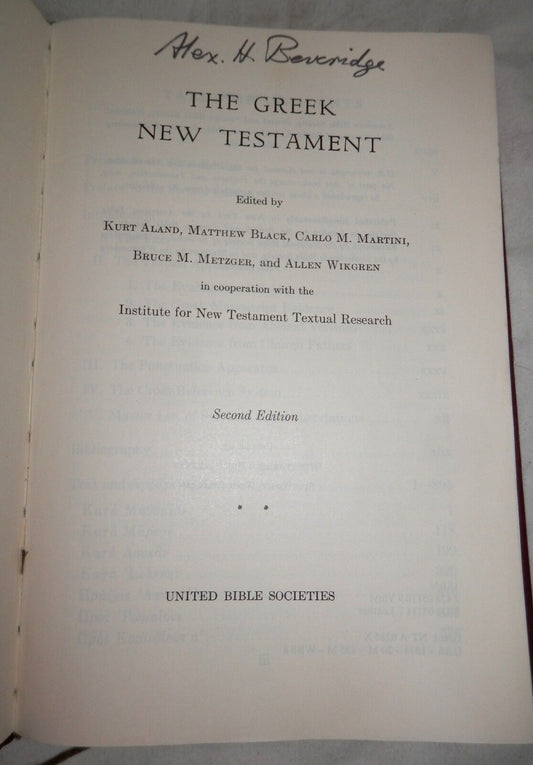 Alex. H. Beveridge
THE GREEK
NEW TESTAMENT
Edited by
KURT ALAND, MATTHEW BLACK, CARLO M. MARTINI,
BRUCE M. METZGER, and ALLEN WIKGREN
in cooperation with the
Institute for New Testament Textual Research
Second Edition
UNITED BIBLE SOCIETIES